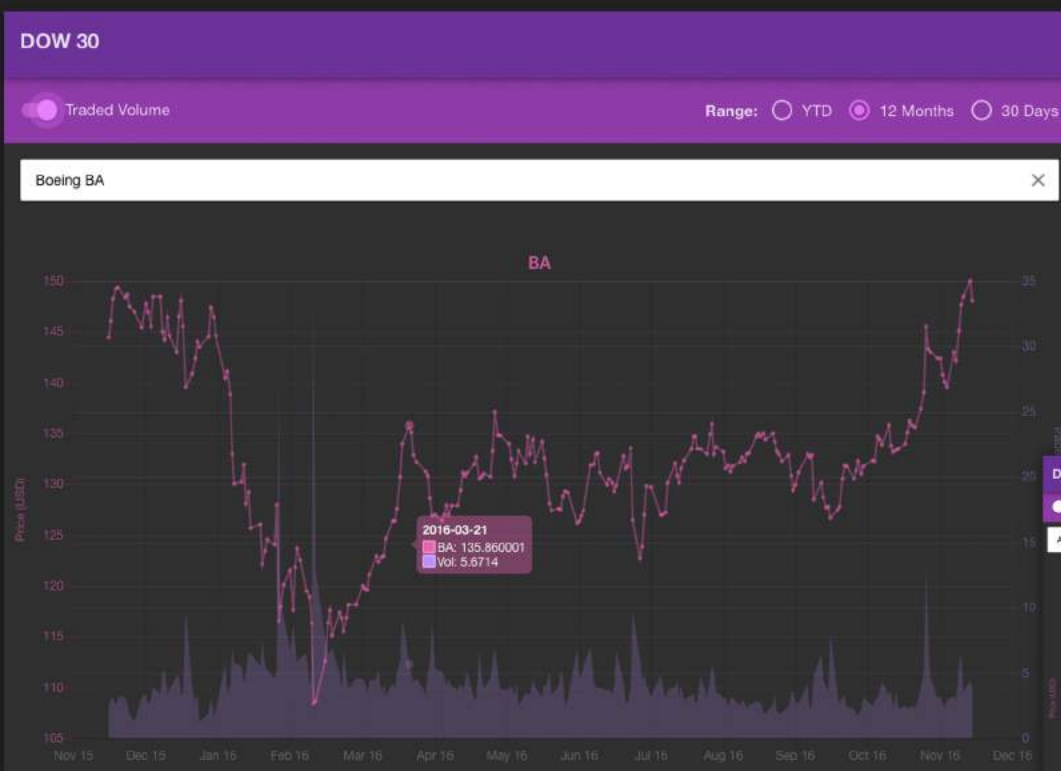 DOW 30
Traded Volume
Range: YTD 12 Months 30 Days
Boeing BA
BA
150
145
140
135
130
125
120
115
110
105
Price (USD)
35
30
25
20
15
10
5
0
2016-03-21
BA: 135.860001
Vol: 5.6714
Nov 15 Dec 15 Jan 16 Feb 16 Mar 16 Apr 16 May 16 Jun 16 Jul 16 Aug 16 Sep 16 Oct 16 Nov 16 Dec 16
D
A